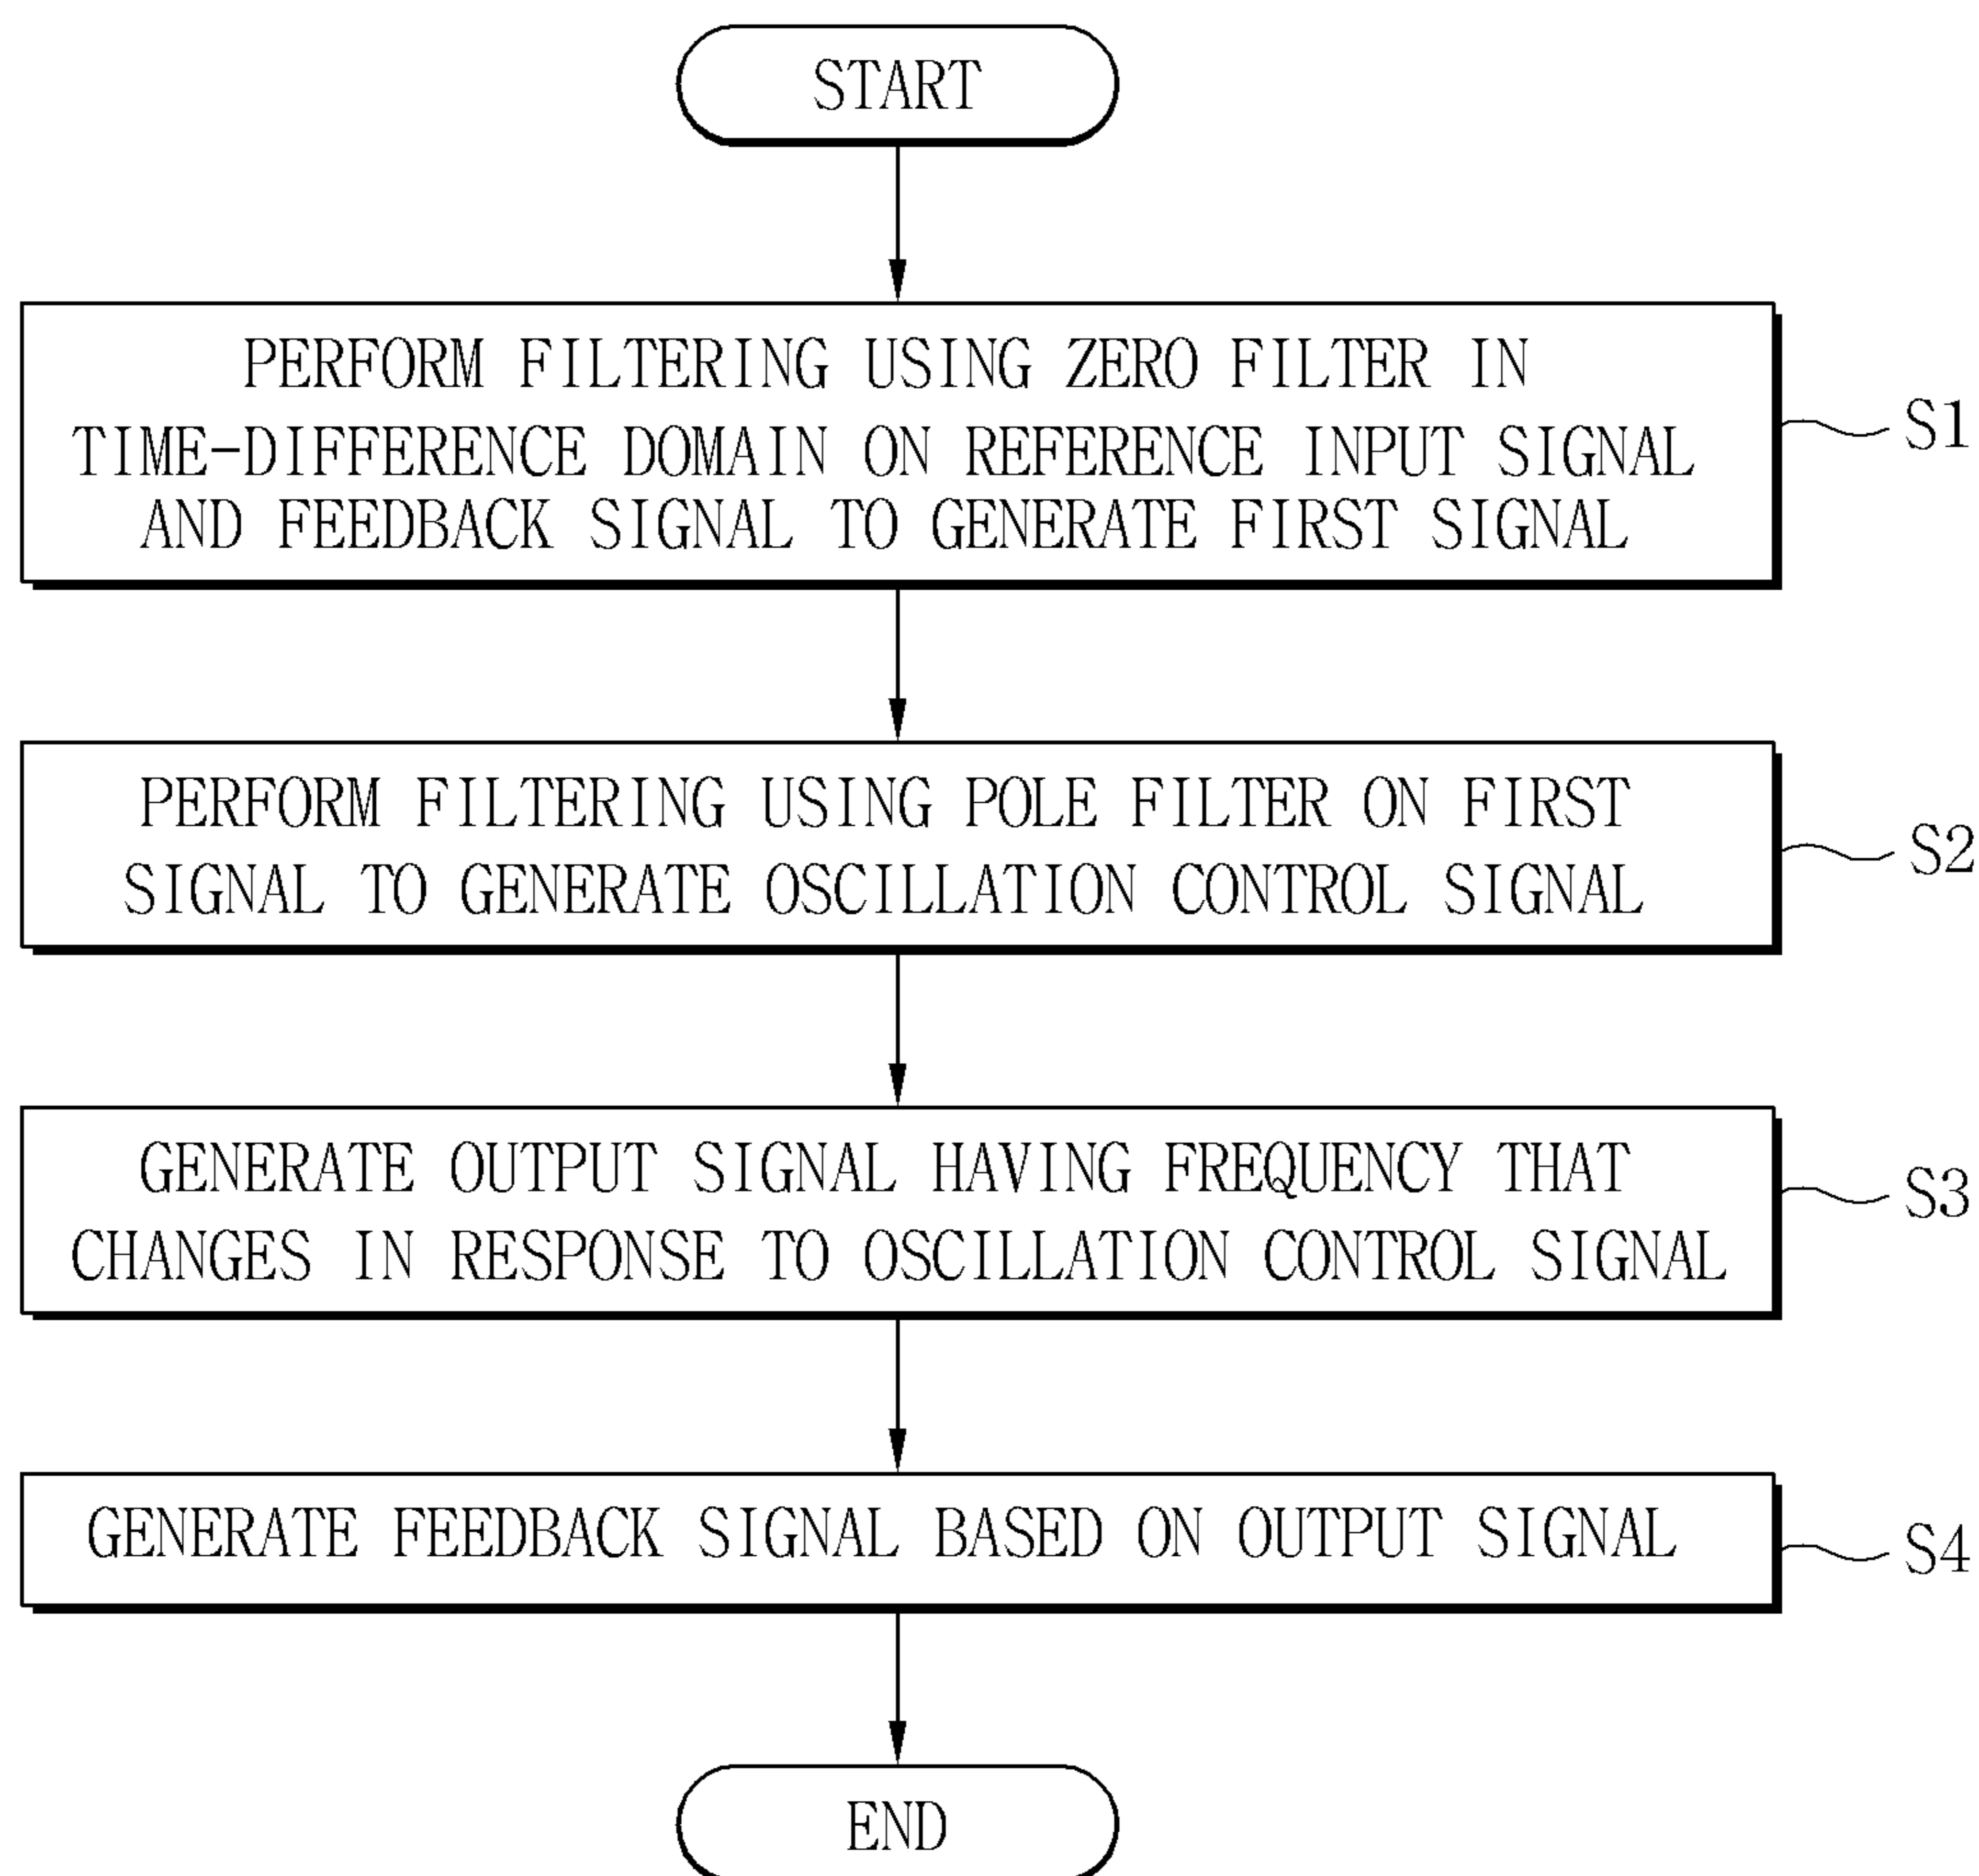 START
PERFORM FILTERING USING ZERO FILTER IN
TIME-DIFFERENCE DOMAIN ON REFERENCE INPUT SIGNAL
AND FEEDBACK SIGNAL TO GENERATE FIRST SIGNAL
S1
PERFORM FILTERING USING POLE FILTER ON FIRST
SIGNAL TO GENERATE OSCILLATION CONTROL SIGNAL
S2
GENERATE OUTPUT SIGNAL HAVING FREQUENCY THAT
CHANGES IN RESPONSE TO OSCILLATION CONTROL SIGNAL
S3
GENERATE FEEDBACK SIGNAL BASED ON OUTPUT SIGNAL
S4
END